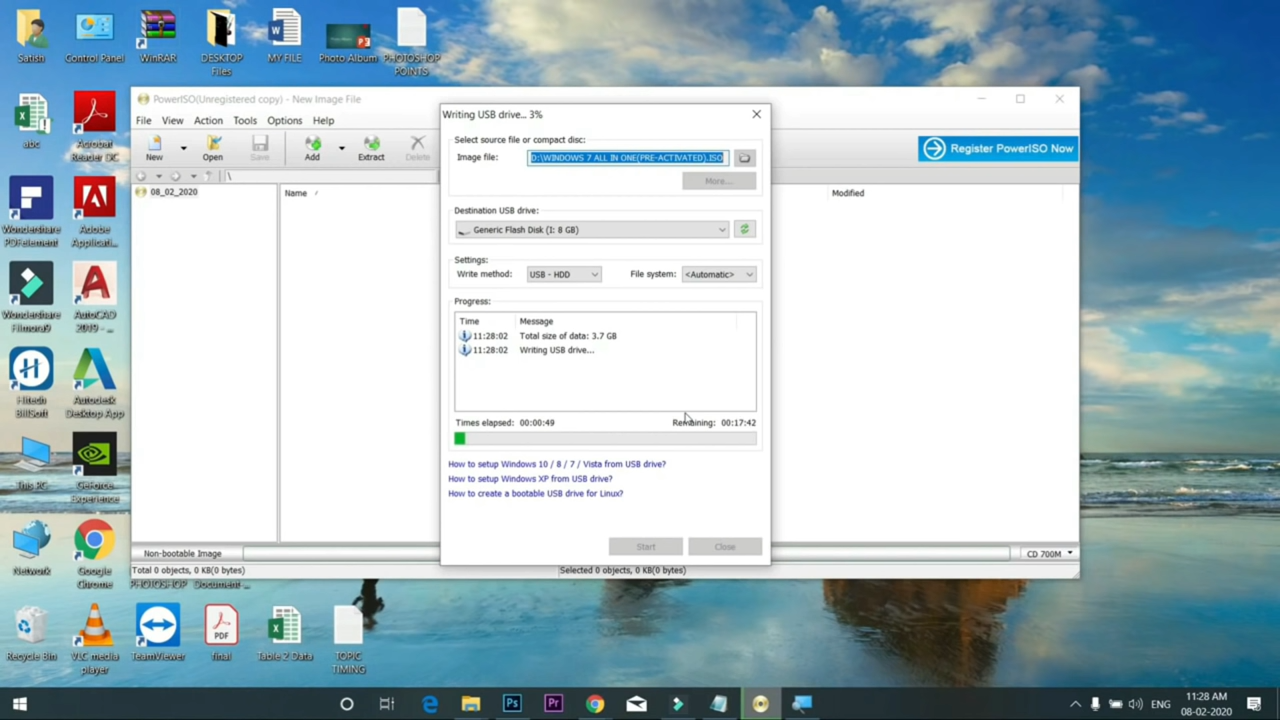 Satisn
Control Panel
WinRAR
DESKTOP
Files
MY FILE
Photo Album
PHOTOSHOP
POINTS
abc
Acrobat
Reader DC
Wondershare
PDFelement
Adobe
Applicati...
Wondershare
Filmora9
AutoCAD
2019 - ...
Hitech
BillSoft
Autodesk
Desktop App
This PC
GeForce
Experience
Network
Google
Chrome
PHOTOSHOP
Document-...
Recycle Bin
VLC media
player
TeamViewer
final
Table 2 Data
TOPIC
TIMING
PowerISO(Unregistered copy) - New Image File
File View Action Tools Options Help
New Open Save Add Extract Delete
Register PowerISO Now
\
08_02_2020
Name
Modified
Non-bootable Image
CD 700M
Total 0 objects, 0 KB(0 bytes)
Selected 0 objects, 0 KB(0 bytes)
Writing USB drive... 3%
Select source file or compact disc:
Image file: D:\WINDOWS 7 ALL IN ONE(PRE-ACTIVATED).ISO
More...
Destination USB drive:
Generic Flash Disk (I: 8 GB)
Settings:
Write method: USB - HDD File system: <Automatic>
Progress:
Time Message
11:28:02 Total size of data: 3.7 GB
11:28:02 Writing USB drive...
Times elapsed: 00:00:49 Remaining: 00:17:42
How to setup Windows 10 / 8 / 7 / Vista from USB drive?
How to setup Windows XP from USB drive?
How to create a bootable USB drive for Linux?
Start Close
ENG
11:28 AM
08-02-2020